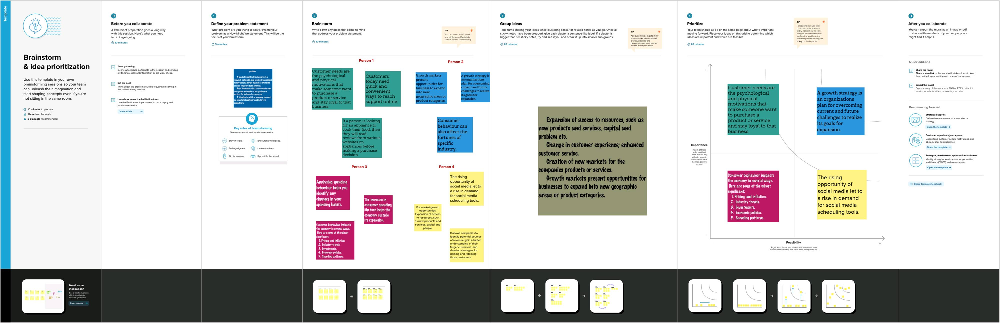 Template
Brainstorm
& idea prioritization
Use this template in your own
brainstorming sessions so your team
can unleash their imagination and
start shaping concepts even if you're
not sitting in the same room.
10 minutes to prepare
1 hour to collaborate
2-8 people recommended
Need some
inspiration?
See a finished version
of this template to
kickstart your work.
Open example
Before you collaborate
A little bit of preparation goes a long way
with this session. Here's what you need
to do to get going.
10 minutes
A
Team gathering
Define who should participate in the session and send an
invite. Share relevant information or pre-work ahead.
B
Set the goal
Think about the problem you'll be focusing on solving in
the brainstorming session.
C
Learn how to use the facilitation tools
Use the Facilitation Superpowers to run a happy and
productive session.
Open article
1
Define your problem statement
What problem are you trying to solve? Frame your
problem as a How Might We statement. This will be the
focus of your brainstorm.
5 minutes
problem
A market insight is the discovery of a
relevant, actionable and previously unrealized
reality about a target market as the result
of deep, subjective data analysis.
Buyer behaviour refers to the decision and
acts people undertake to buy products or
services for individual or group use.
A situation in which a company can meet
an unsatisfied customer need before its
competitors.
Key rules of brainstorming
To run an smooth and productive session
Stay in topic.
Encourage wild ideas.
Defer judgment.
Listen to others.
Go for volume.
If possible, be visual.
2
Brainstorm
Write down any ideas that come to mind
that address your problem statement.
10 minutes
TIP
You can select a sticky note
and hit the pencil [switch to
sketch] icon to start drawing!
Person 1
Customer needs are
the psychological
and physical
motivations that
make someone want
to purchase a
product or service
and stay loyal to that
business.
Customers
today need
quick and
convenient
ways to reach
support online.
If a person is looking
for an appliance to
cook their food, then
they will read
reviews from various
websites on
appliances before
making a purchase
decision
Person 2
Growth markets
present
opportunities for
business to expand
into new
geographic areas or
product categories.
A growth strategy is
an organizations
plan for overcoming
current and future
challenges to realize
its goals for
expansion.
Consumer
behaviour can
also affect the
fortunes of
specific
industry.
Person 3
Analysing spending
behaviour helps you
identify any
changes in your
spending habits.
Thr increase in
consumer spending
i9n turn helps the
economy sustain
its expansion.
Consumer beghaviour imjpacts
the economy in several ways.
Here are some of the mkost
significant:
1. Pricing and inflation.
2. Industry trends.
3. Investments.
4. Economic policies.
5. Spending patterns.
Person 4
The rising
opportunity of
social media let to
a rise in demand
for social media
scheduling tools.
For market growth
opportunities,
Expansion of access
to resources, such
as new products and
services, capital and
people.
It allows companies to
identify potential sources
of revenue, gain a better
understanding of their
target customers, and
develop strategies for
gaining and retaining
those customers.
3
Group ideas
Take turns sharing your ideas while clustering similar or related notes as you go. Once all
sticky notes have been grouped, give each cluster a sentence-like label. If a cluster is
bigger than six sticky notes, try and see if you and break it up into smaller sub-groups.
20 minutes
TIP
Add customizable tags to sticky
notes to make it easier to find,
browse, organize, and
categorize important ideas as
themes within your mural.
Expansion of access to resources, such as
new products and services, capital and
problem etc.
Change in customer experience; enhanced
customer service.
Creation of new markets for the
companies products or services.
Growth markets present opportunities for
businesses to expand into new geographic
areas or product categories.
4
Prioritize
Your team should all be on the same page about what's important
moving forward. Place your ideas on this grid to determine which
ideas are important and which are feasible.
20 minutes
TIP
Participants can use their
cursors to point at where
sticky notes should go on
the grid. The facilitator can
confirm the spot by using
the laser pointer holding the
H key on the keyboard.
+
Customer needs are
the psychological
and physical
motivations that
make someone want
to purchase a
product or service
and stay loyal to that
business.
A growth strategy is
an organizations
plan for overcoming
current and future
challenges to realize
its goals for
expansion.
Importance
If each of these
tasks could get
done without any
difficulty or cost,
which would have
the most positive
impact?
Consumer beghaviour imjpacts
the economy in several ways.
Here are some of the mkost
significant:
1. Pricing and inflation.
2. Industry trends.
3. Investments.
4. Economic policies.
5. Spending patterns.
The rising
opportunity of
social media let to
a rise in demand
for social media
scheduling tools.
-
-
Feasibility
+
Regardless of their importance, which tasks are more
feasible than others? (Cost, time, effort, complexity, etc.)
After you collaborate
You can export the mural as an image or pdf
to share with members of your company who
might find it helpful.
Quick add-ons
A
Share the mural
Share a view link to the mural with stakeholders to keep
them in the loop about the outcomes of the session.
B
Export the mural
Export a copy of the mural as a PNG or PDF to attach to
emails, include in slides, or save in your drive.
Keep moving forward
Strategy blueprint
Define the components of a new idea or
strategy.
Open the template
Customer experience journey map
Understand customer needs, motivations, and
obstacles for an experience.
Open the template
Strengths, weaknesses, opportunities & threats
Identify strengths, weaknesses, opportunities,
and threats (SWOT) to develop a plan.
Open the template
Share template feedback